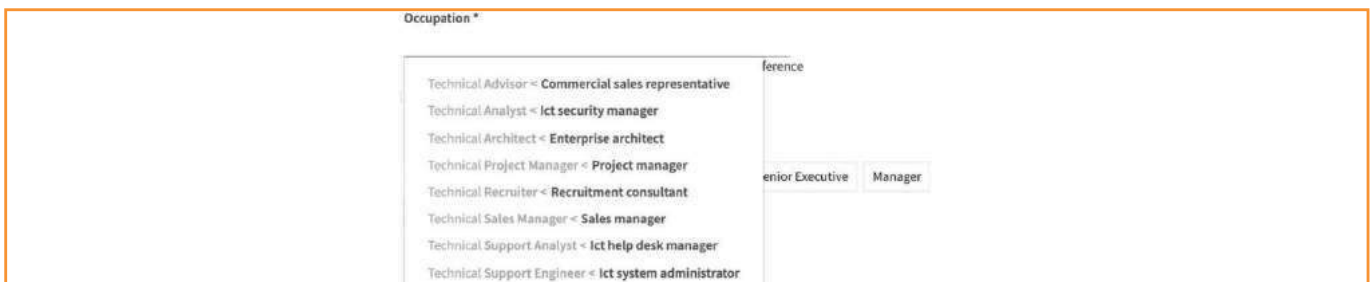 Occupation *
ference
Technical Advisor < Commercial sales representative
Technical Analyst < Ict security manager
Technical Architect < Enterprise architect
Technical Project Manager < Project manager
enior Executive Manager
Technical Recruiter < Recruitment consultant
Technical Sales Manager < Sales manager
Technical Support Analyst < Ict help desk manager
Technical Support Engineer < Ict system administrator